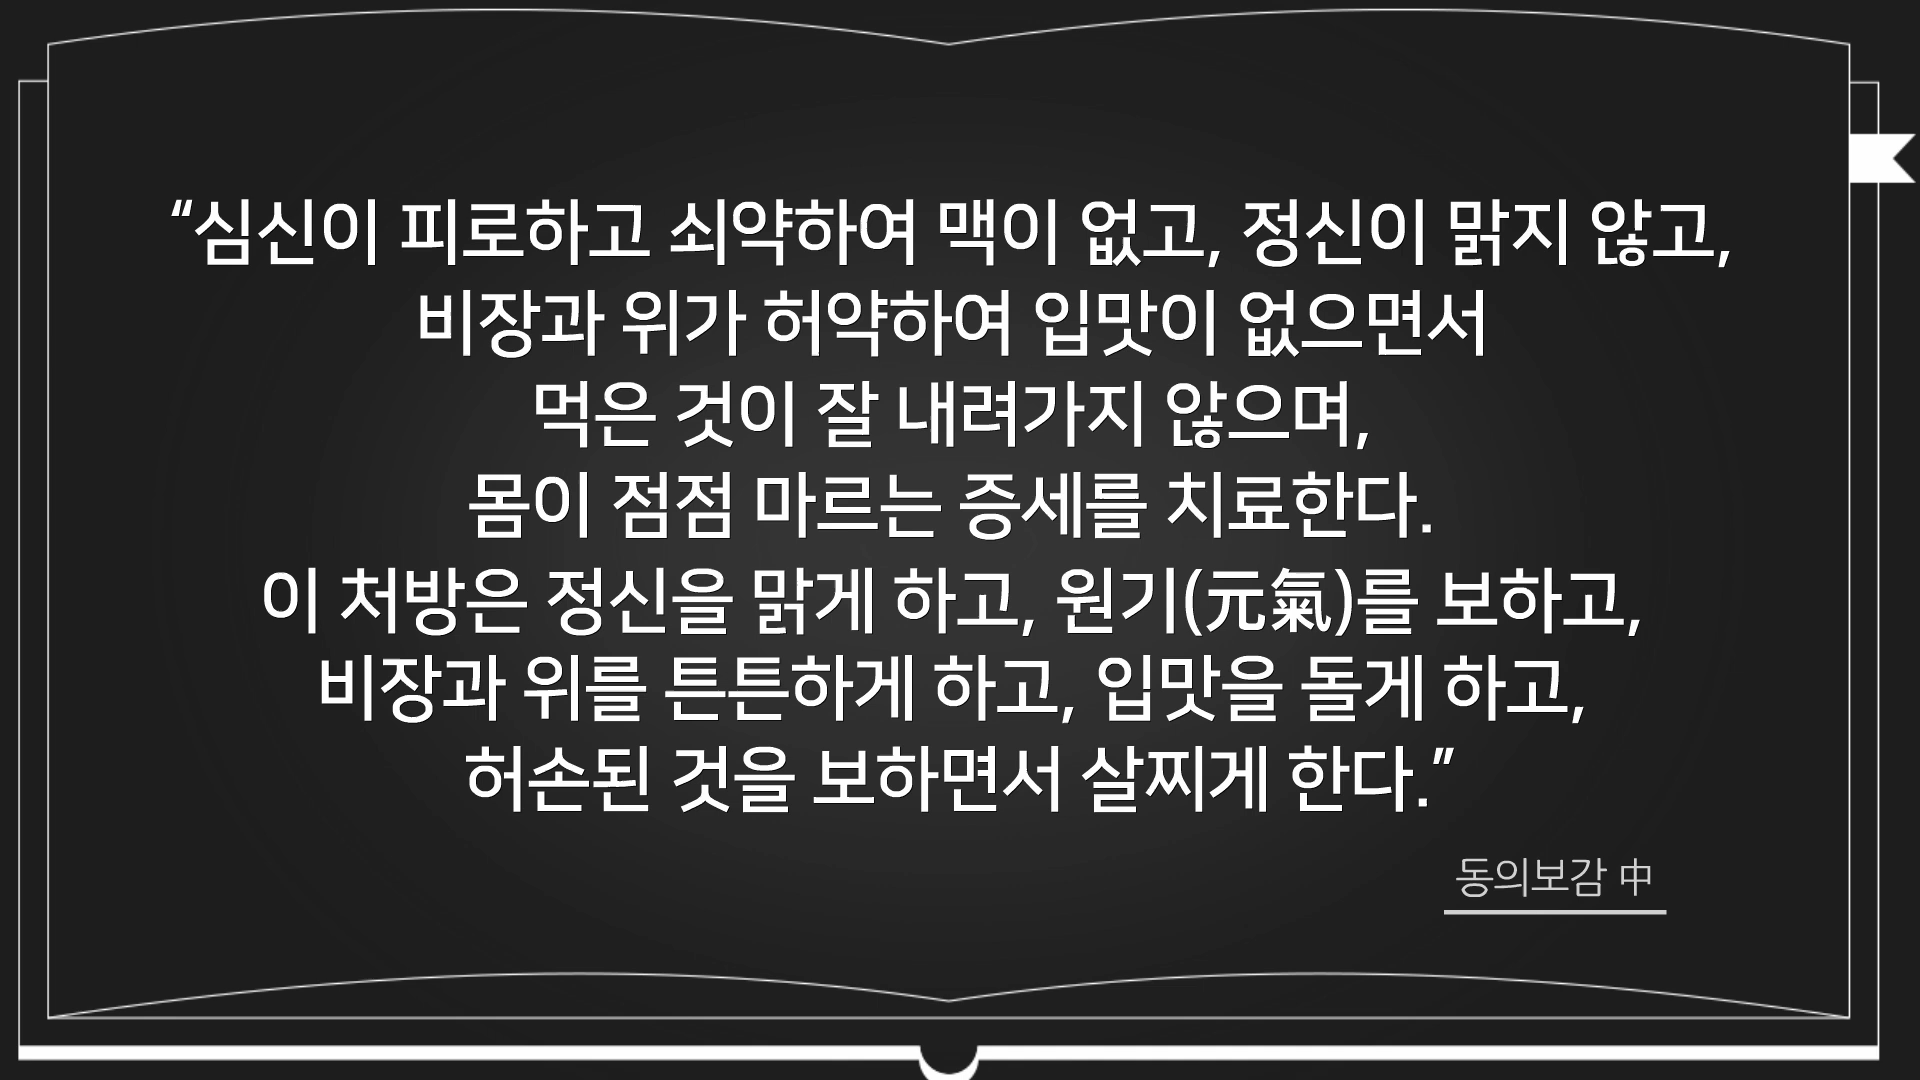 “심신이 피로하고 쇠약하여 맥이 없고, 정신이 맑지 않고,
비장과 위가 허약하여 입맛이 없으면서
먹은 것이 잘 내려가지 않으며,
몸이 점점 마르는 증세를 치료한다.
이 처방은 정신을 맑게 하고, 원기(元氣)를 보하고,
비장과 위를 튼튼하게 하고, 입맛을 돌게 하고,
허손된 것을 보하면서 살찌게 한다.”
동의보감 中